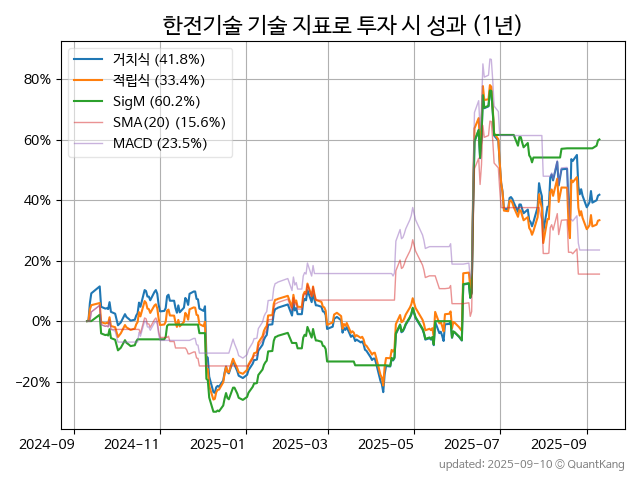 한전기술 기술 지표로 투자 시 성과 (1년)
거치식 (41.8%)
적립식 (33.4%)
SigM (60.2%)
SMA(20) (15.6%)
MACD (23.5%)
80%
60%
40%
20%
0%
−20%
2024-09
2024-11
2025-01
2025-03
2025-05
2025-07
2025-09
updated: 2025-09-10 © QuantKang